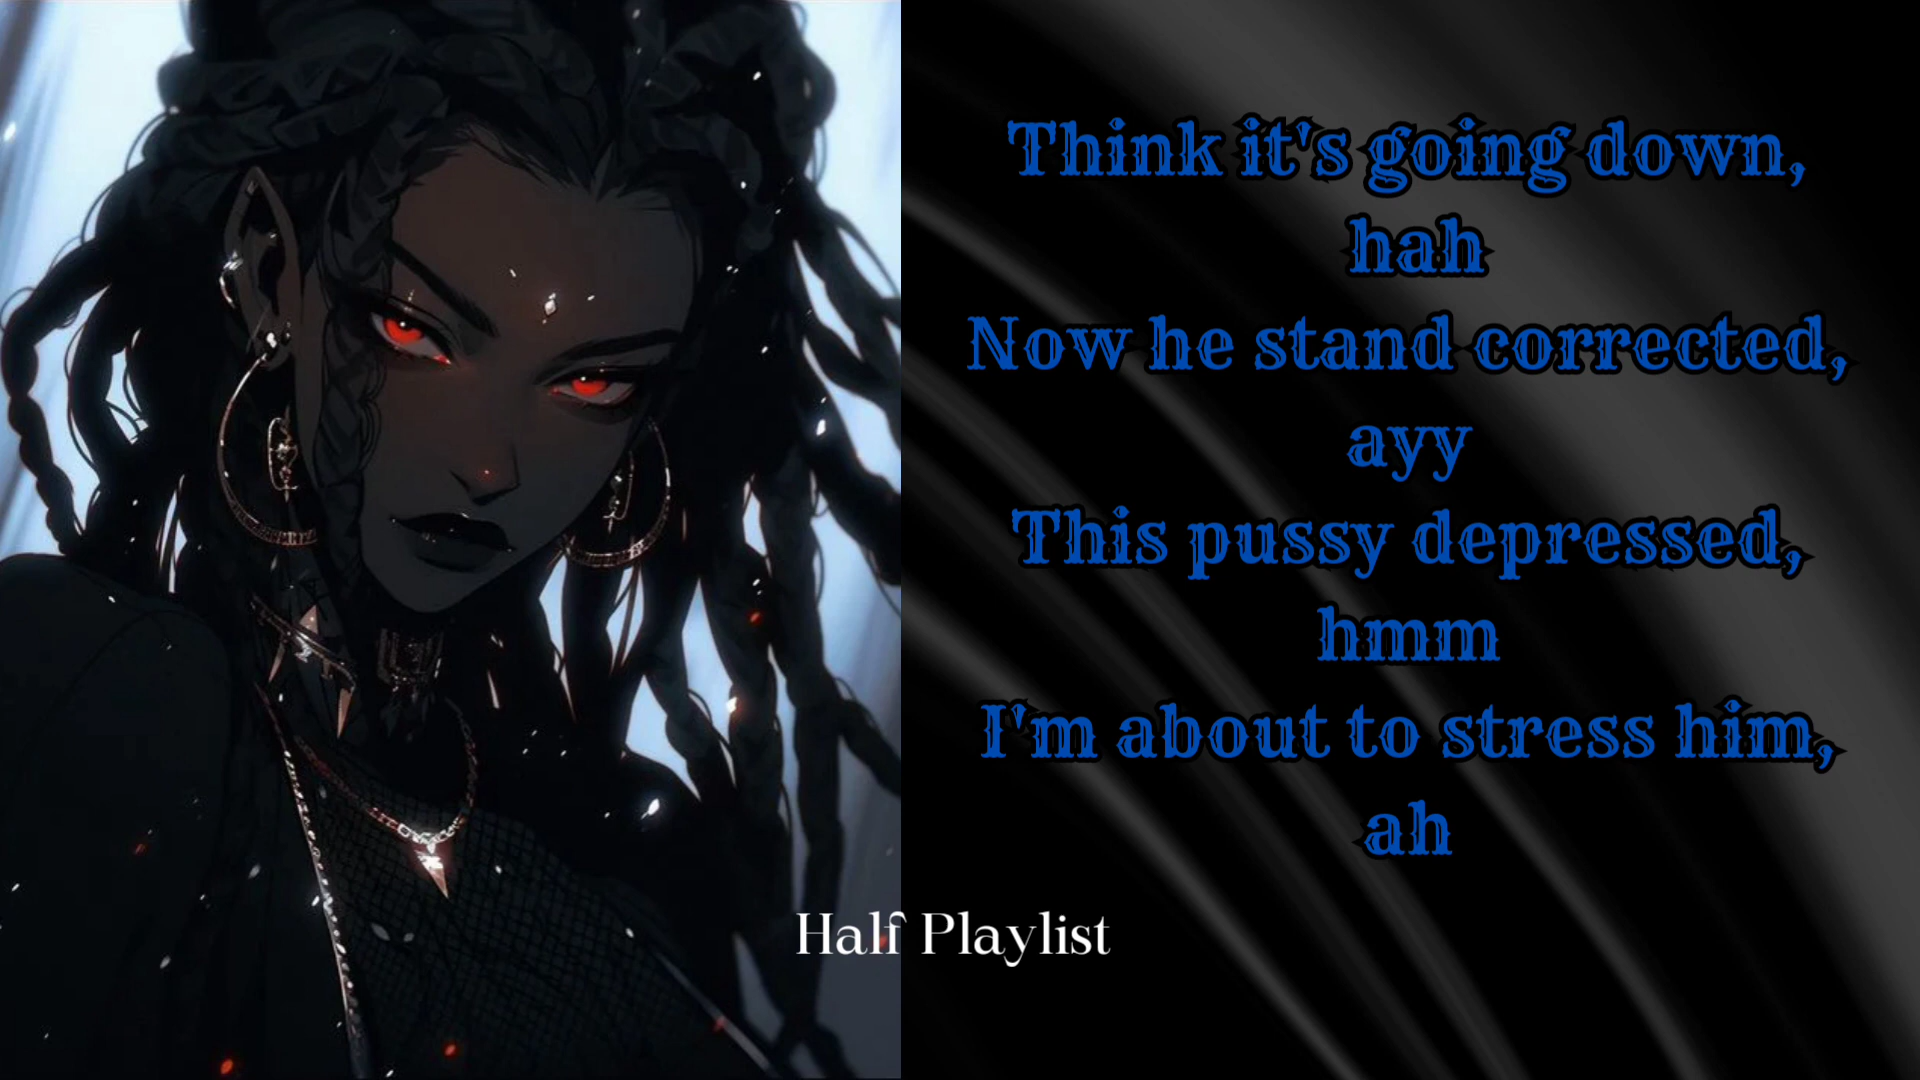 Think it's going down,
hah
Now he stand corrected,
ayy
This pussy depressed,
hmm
I'm about to stress him,
ah
Half Playlist